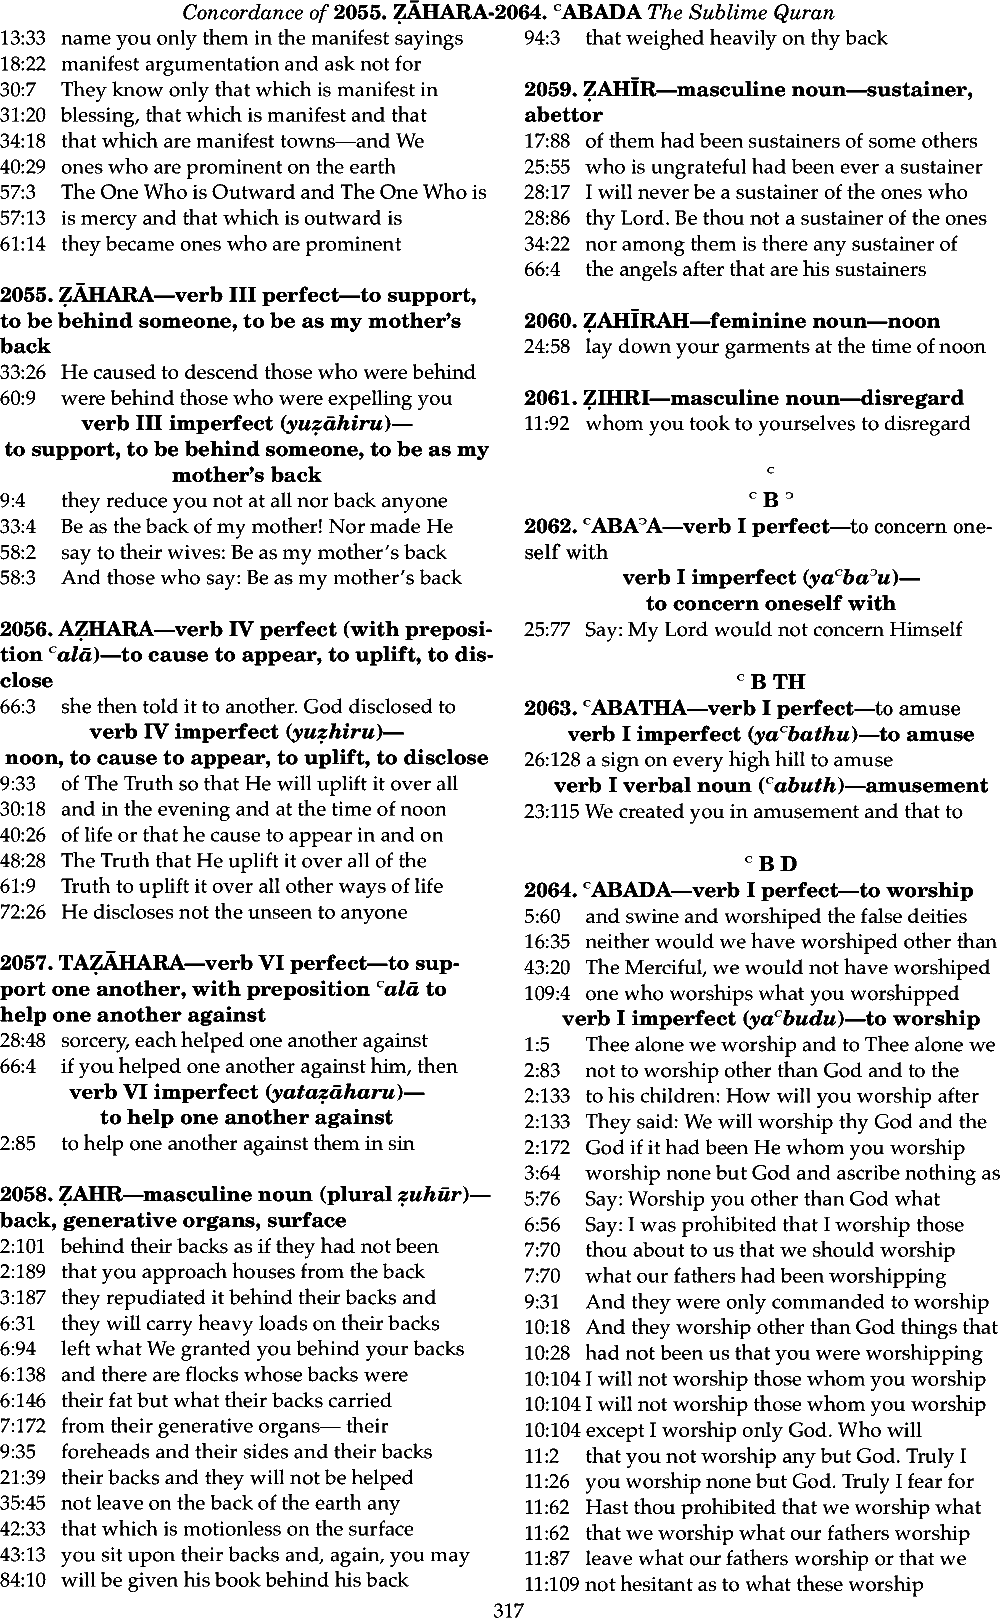 Concordance of 2055. ẒĀHARA-2064. ᶜABADA The Sublime Quran
13:33 name you only them in the manifest sayings
18:22 manifest argumentation and ask not for
30:7 They know only that which is manifest in
31:20 blessing, that which is manifest and that
34:18 that which are manifest towns—and We
40:29 ones who are prominent on the earth
57:3 The One Who is Outward and The One Who is
57:13 is mercy and that which is outward is
61:14 they became ones who are prominent
2055. ẒĀHARA—verb III perfect—to support,
to be behind someone, to be as my mother's
back
33:26 He caused to descend those who were behind
60:9 were behind those who were expelling you
verb III imperfect (yuẓāhiru)—
to support, to be behind someone, to be as my
mother's back
9:4 they reduce you not at all nor back anyone
33:4 Be as the back of my mother! Nor made He
58:2 say to their wives: Be as my mother's back
58:3 And those who say: Be as my mother's back
2056. AẒHARA—verb IV perfect (with preposi-
tion ᶜalā)—to cause to appear, to uplift, to dis-
close
66:3 she then told it to another. God disclosed to
verb IV imperfect (yuẓhiru)—
noon, to cause to appear, to uplift, to disclose
9:33 of The Truth so that He will uplift it over all
30:18 and in the evening and at the time of noon
40:26 of life or that he cause to appear in and on
48:28 The Truth that He uplift it over all of the
61:9 Truth to uplift it over all other ways of life
72:26 He discloses not the unseen to anyone
2057. TAẒĀHARA—verb VI perfect—to sup-
port one another, with preposition ᶜalā to
help one another against
28:48 sorcery, each helped one another against
66:4 if you helped one another against him, then
verb VI imperfect (yataẓāharu)—
to help one another against
2:85 to help one another against them in sin
2058. ẒAHR—masculine noun (plural ẓuhūr)—
back, generative organs, surface
2:101 behind their backs as if they had not been
2:189 that you approach houses from the back
3:187 they repudiated it behind their backs and
6:31 they will carry heavy loads on their backs
6:94 left what We granted you behind your backs
6:138 and there are flocks whose backs were
6:146 their fat but what their backs carried
7:172 from their generative organs— their
9:35 foreheads and their sides and their backs
21:39 their backs and they will not be helped
35:45 not leave on the back of the earth any
42:33 that which is motionless on the surface
43:13 you sit upon their backs and, again, you may
84:10 will be given his book behind his back
94:3 that weighed heavily on thy back
2059. ẒAHĪR—masculine noun—sustainer,
abettor
17:88 of them had been sustainers of some others
25:55 who is ungrateful had been ever a sustainer
28:17 I will never be a sustainer of the ones who
28:86 thy Lord. Be thou not a sustainer of the ones
34:22 nor among them is there any sustainer of
66:4 the angels after that are his sustainers
2060. ẒAHĪRAH—feminine noun—noon
24:58 lay down your garments at the time of noon
2061. ẒIHRI—masculine noun—disregard
11:92 whom you took to yourselves to disregard
ᶜ
ᶜ B ᵓ
2062. ᶜABAᵓA—verb I perfect—to concern one-
self with
verb I imperfect (yaᶜbaᵓu)—
to concern oneself with
25:77 Say: My Lord would not concern Himself
ᶜ B TH
2063. ᶜABATHA—verb I perfect—to amuse
verb I imperfect (yaᶜbathu)—to amuse
26:128 a sign on every high hill to amuse
verb I verbal noun (ᶜabuth)—amusement
23:115 We created you in amusement and that to
ᶜ B D
2064. ᶜABADA—verb I perfect—to worship
5:60 and swine and worshiped the false deities
16:35 neither would we have worshiped other than
43:20 The Merciful, we would not have worshiped
109:4 one who worships what you worshipped
verb I imperfect (yaᶜbudu)—to worship
1:5 Thee alone we worship and to Thee alone we
2:83 not to worship other than God and to the
2:133 to his children: How will you worship after
2:133 They said: We will worship thy God and the
2:172 God if it had been He whom you worship
3:64 worship none but God and ascribe nothing as
5:76 Say: Worship you other than God what
6:56 Say: I was prohibited that I worship those
7:70 thou about to us that we should worship
7:70 what our fathers had been worshipping
9:31 And they were only commanded to worship
10:18 And they worship other than God things that
10:28 had not been us that you were worshipping
10:104 I will not worship those whom you worship
10:104 I will not worship those whom you worship
10:104 except I worship only God. Who will
11:2 that you not worship any but God. Truly I
11:26 you worship none but God. Truly I fear for
11:62 Hast thou prohibited that we worship what
11:62 that we worship what our fathers worship
11:87 leave what our fathers worship or that we
11:109 not hesitant as to what these worship
317